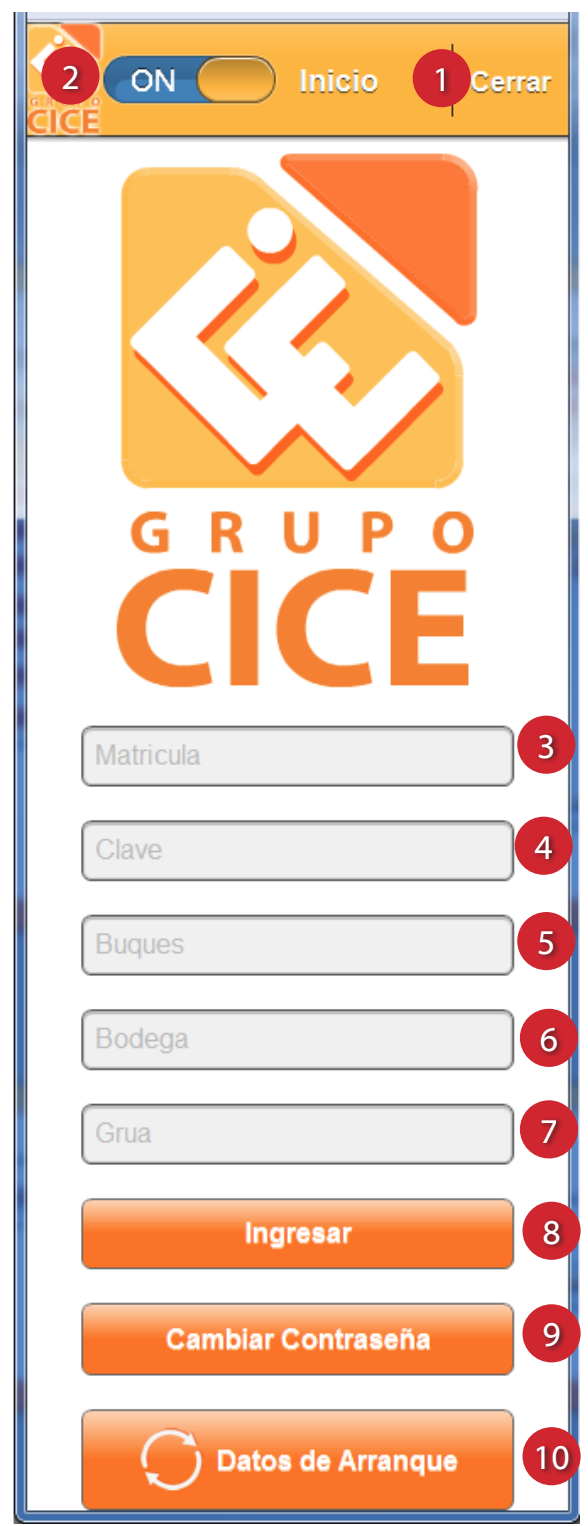 2 ON Inicio 1 Cerrar
GRUPO
CICE
GRUPO
CICE
Matricula 3
Clave 4
Buques 5
Bodega 6
Grua 7
Ingresar 8
Cambiar Contraseña 9
Datos de Arranque 10